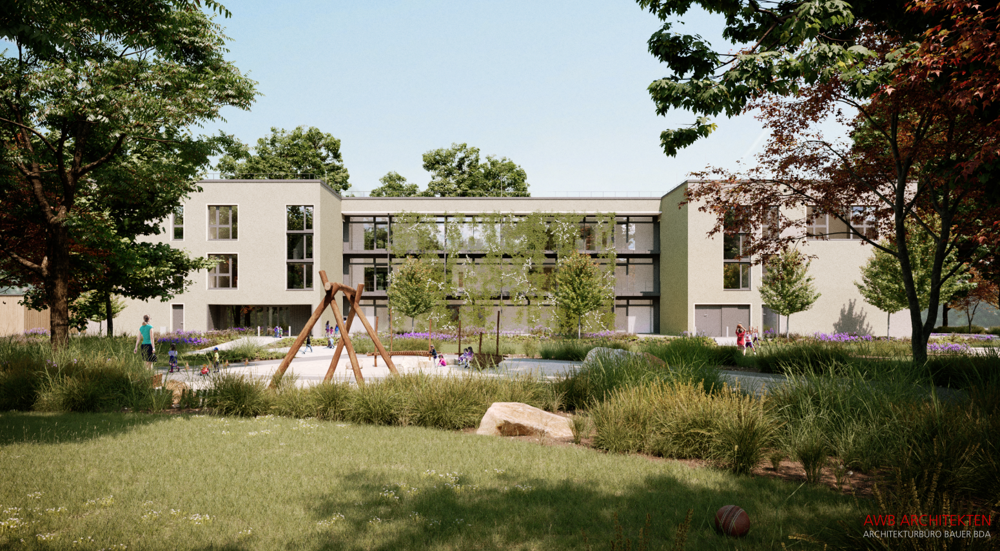 AWB ARCHITEKTEN
ARCHITEKTURBÜRO BAUER BDA